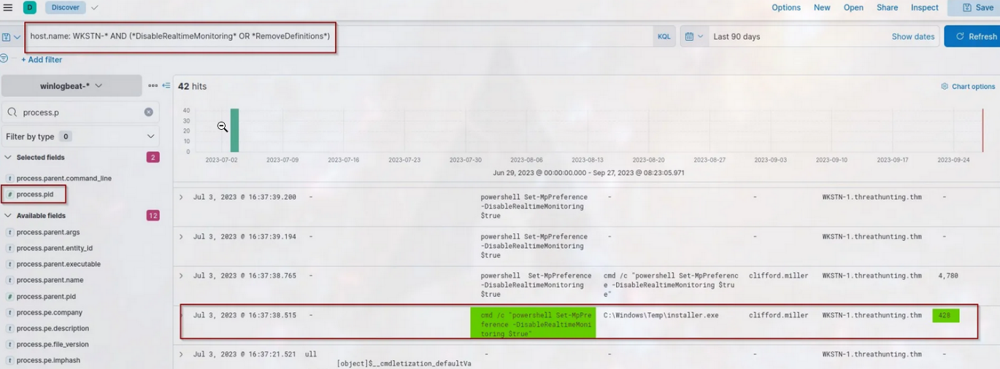 D Discover Options New Open Share Inspect Save
host.name: WKSTN-* AND (*DisableRealtimeMonitoring* OR *RemoveDefinitions*) KQL Last 90 days Show dates Refresh
+ Add filter
winlogbeat-*
process.p
Filter by type 0
Selected fields 2
process.parent.command_line
process.pid
Available fields 12
process.parent.args
process.parent.entity_id
process.parent.executable
process.parent.name
process.parent.pid
process.pe.company
process.pe.description
process.pe.file_version
process.pe.imphash
42 hits Chart options
40
30
20
10
0
2023-07-02 2023-07-09 2023-07-16 2023-07-23 2023-07-30 2023-08-06 2023-08-13 2023-08-20 2023-08-27 2023-09-03 2023-09-10 2023-09-17 2023-09-24
Jun 29, 2023 @ 00:00:00.000 - Sep 27, 2023 @ 08:23:05.971
Jul 3, 2023 @ 16:37:39.200 - powershell Set-MpPreference - - WKSTN-1.threathunting.thm -
-DisableRealtimeMonitoring
$true
Jul 3, 2023 @ 16:37:39.194 - powershell Set-MpPreference - - WKSTN-1.threathunting.thm -
-DisableRealtimeMonitoring
$true
Jul 3, 2023 @ 16:37:38.765 - powershell Set-MpPreference cmd /c "powershell Set-MpPreferenc clifford.miller WKSTN-1.threathunting.thm 4,780
-DisableRealtimeMonitoring e -DisableRealtimeMonitoring $tru
$true e"
Jul 3, 2023 @ 16:37:38.515 - cmd /c "powershell Set-MpPre C:\Windows\Temp\installer.exe clifford.miller WKSTN-1.threathunting.thm
ference -DisableRealtimeMoni
toring $true"
Jul 3, 2023 @ 16:37:21.521 ull - - - WKSTN-1.threathunting.thm -
[object]$__cmdletization_defaultVa